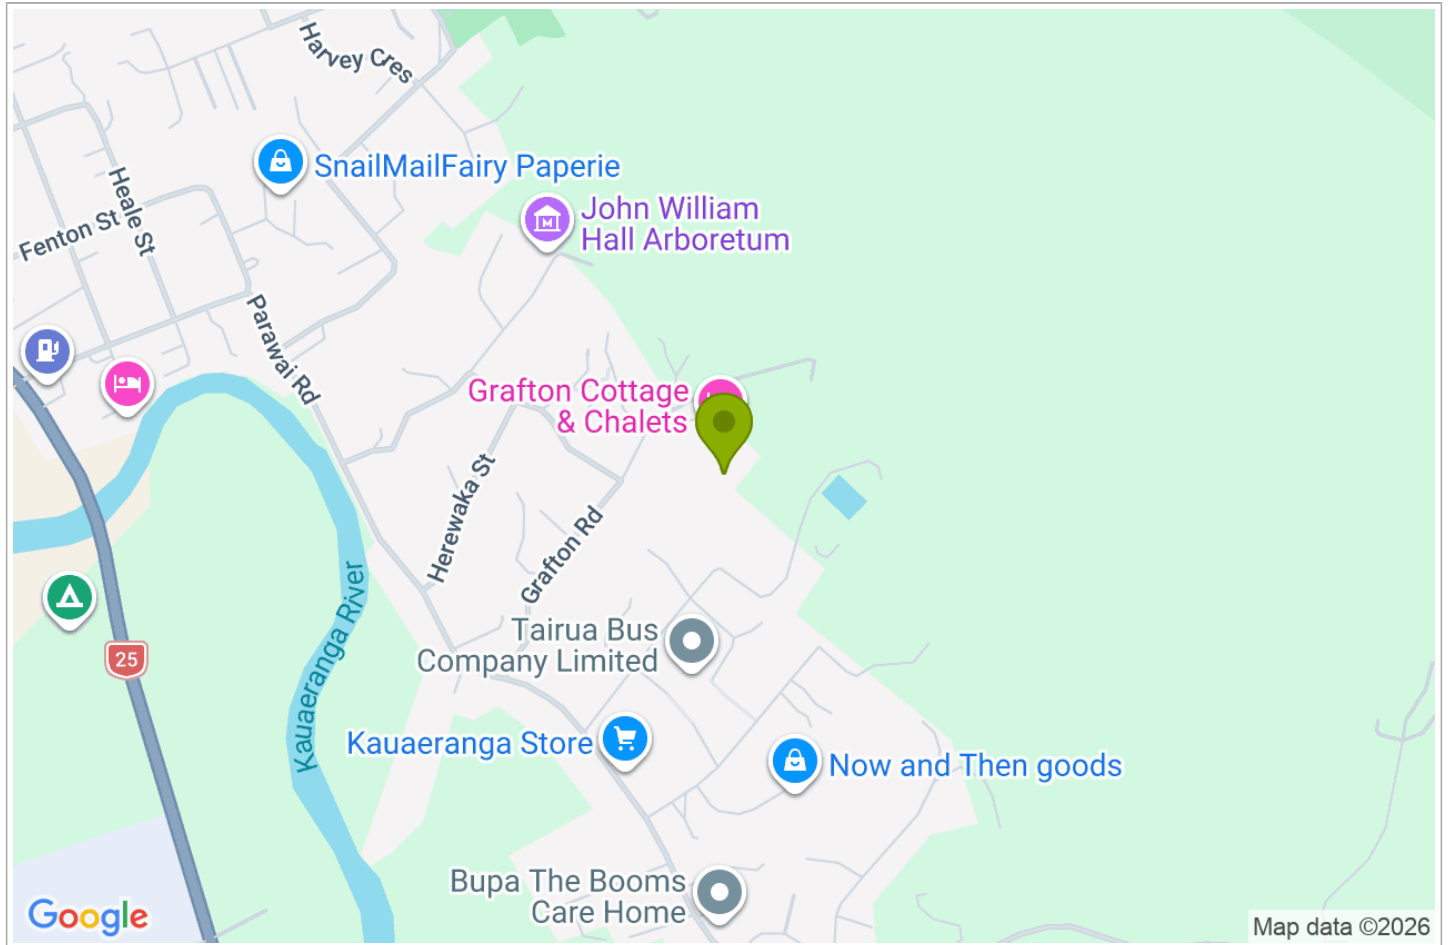 Harvey Cres
SnailMailFairy Paperie
Heale St
John William
Hall Arboretum
Fenton St
Parawai Rd
Grafton Cottage
& Chalets
Herewaka St
Grafton Rd
Kauaeranga River
Tairua Bus
Company Limited
25
Kauaeranga Store
Now and Then goods
Bupa The Booms
Care Home
Google
Map data ©2026